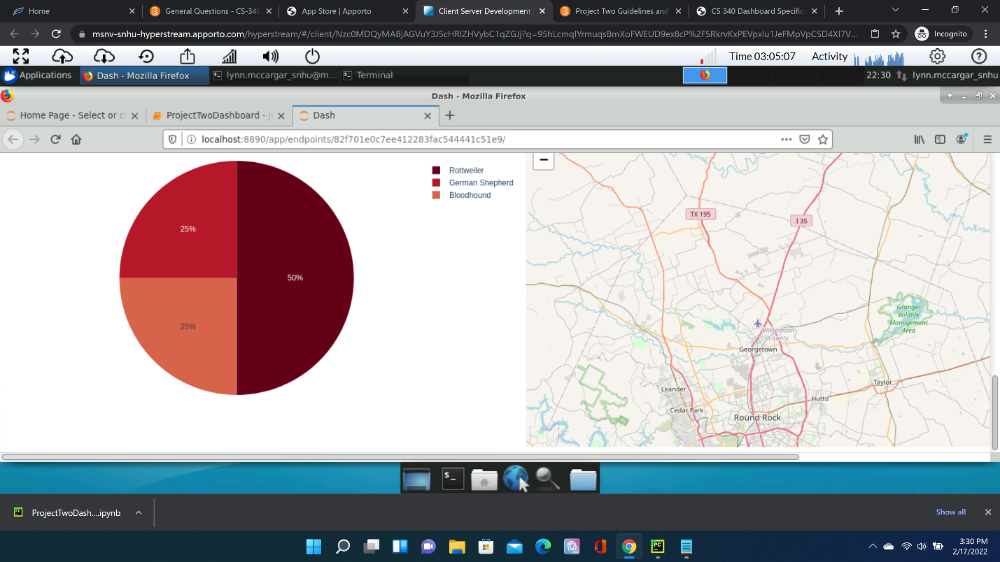 Home
General Questions - CS-340
App Store | Apporto
Client Server Development
Project Two Guidelines and
CS 340 Dashboard Specifica
msnv-snhu-hyperstream.apporto.com/hyperstream/#/client/
Incognito
Time 03:05:07
Activity
Applications
Dash - Mozilla Firefox
lynn.mccargar_snhu@m...
Terminal
22:30
lynn.mccargar_snhu
Dash - Mozilla Firefox
Home Page - Select or cr
ProjectTwoDashboard - Ju
Dash
localhost:8890/app/endpoints/82f701e0c7ee412283fac544441c51e9/
−
Rottweiler
German Shepherd
Bloodhound
25%
50%
25%
TX 195
I 35
Granger
Wildlife
Management
Area
Williamson
County
Georgetown
Leander
Taylor
Hutto
Cedar Park
Round Rock
$_
ProjectTwoDash....ipynb
Show all
3:30 PM
2/17/2022